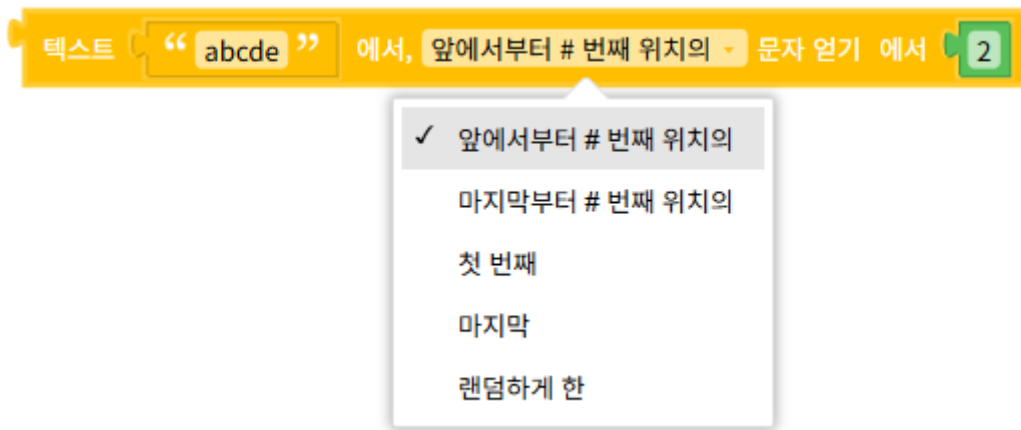 텍스트 “ abcde ” 에서, 앞에서부터 # 번째 위치의 문자 얻기 에서 2
✓ 앞에서부터 # 번째 위치의
마지막부터 # 번째 위치의
첫 번째
마지막
랜덤하게 한